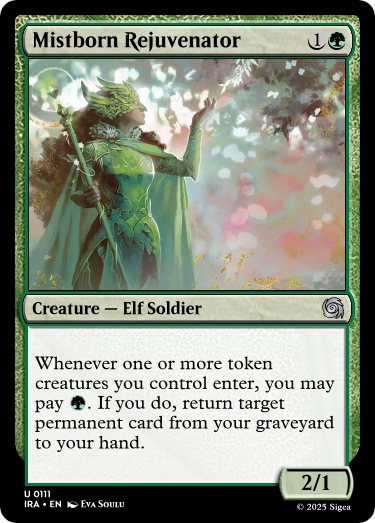 Mistborn Rejuvenator 1
Creature — Elf Soldier
Whenever one or more token
creatures you control enter, you may
pay . If you do, return target
permanent card from your graveyard
to your hand.
2/1
U 0111
IRA • EN Eva Soulu
© 2025 Sigea